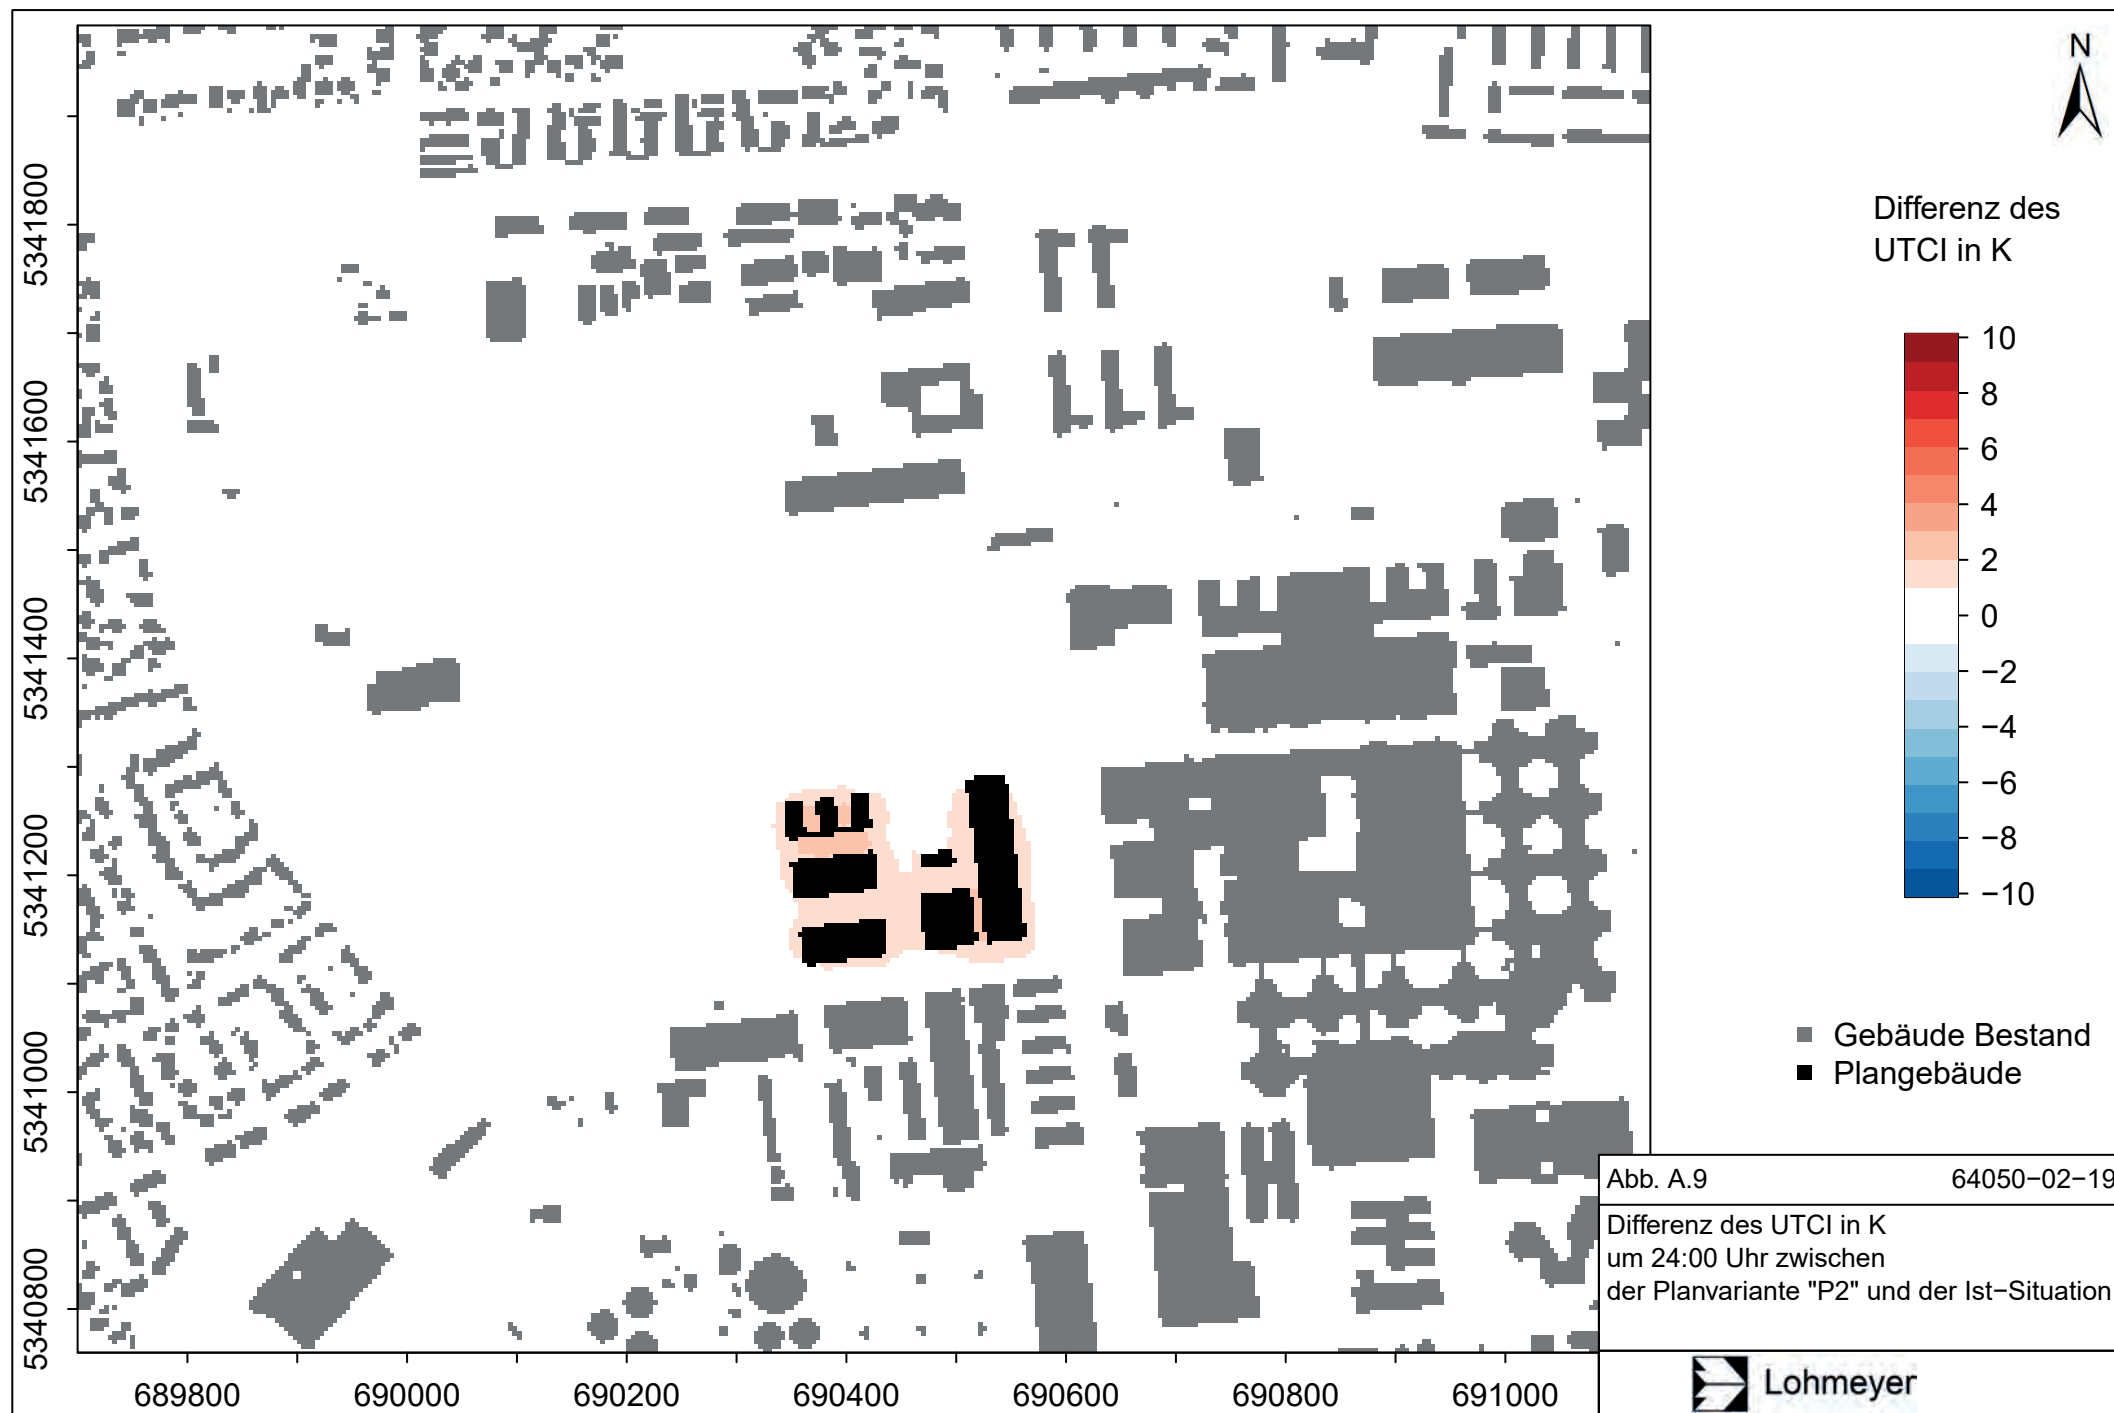 N
Differenz des
UTCI in K
10
8
6
4
2
0
−2
−4
−6
−8
−10
Gebäude Bestand
Plangebäude
5341800
5341600
5341400
5341200
5341000
5340800
689800 690000 690200 690400 690600 690800 691000
Abb. A.9 64050−02−19
Differenz des UTCI in K
um 24:00 Uhr zwischen
der Planvariante "P2" und der Ist−Situation
Lohmeyer